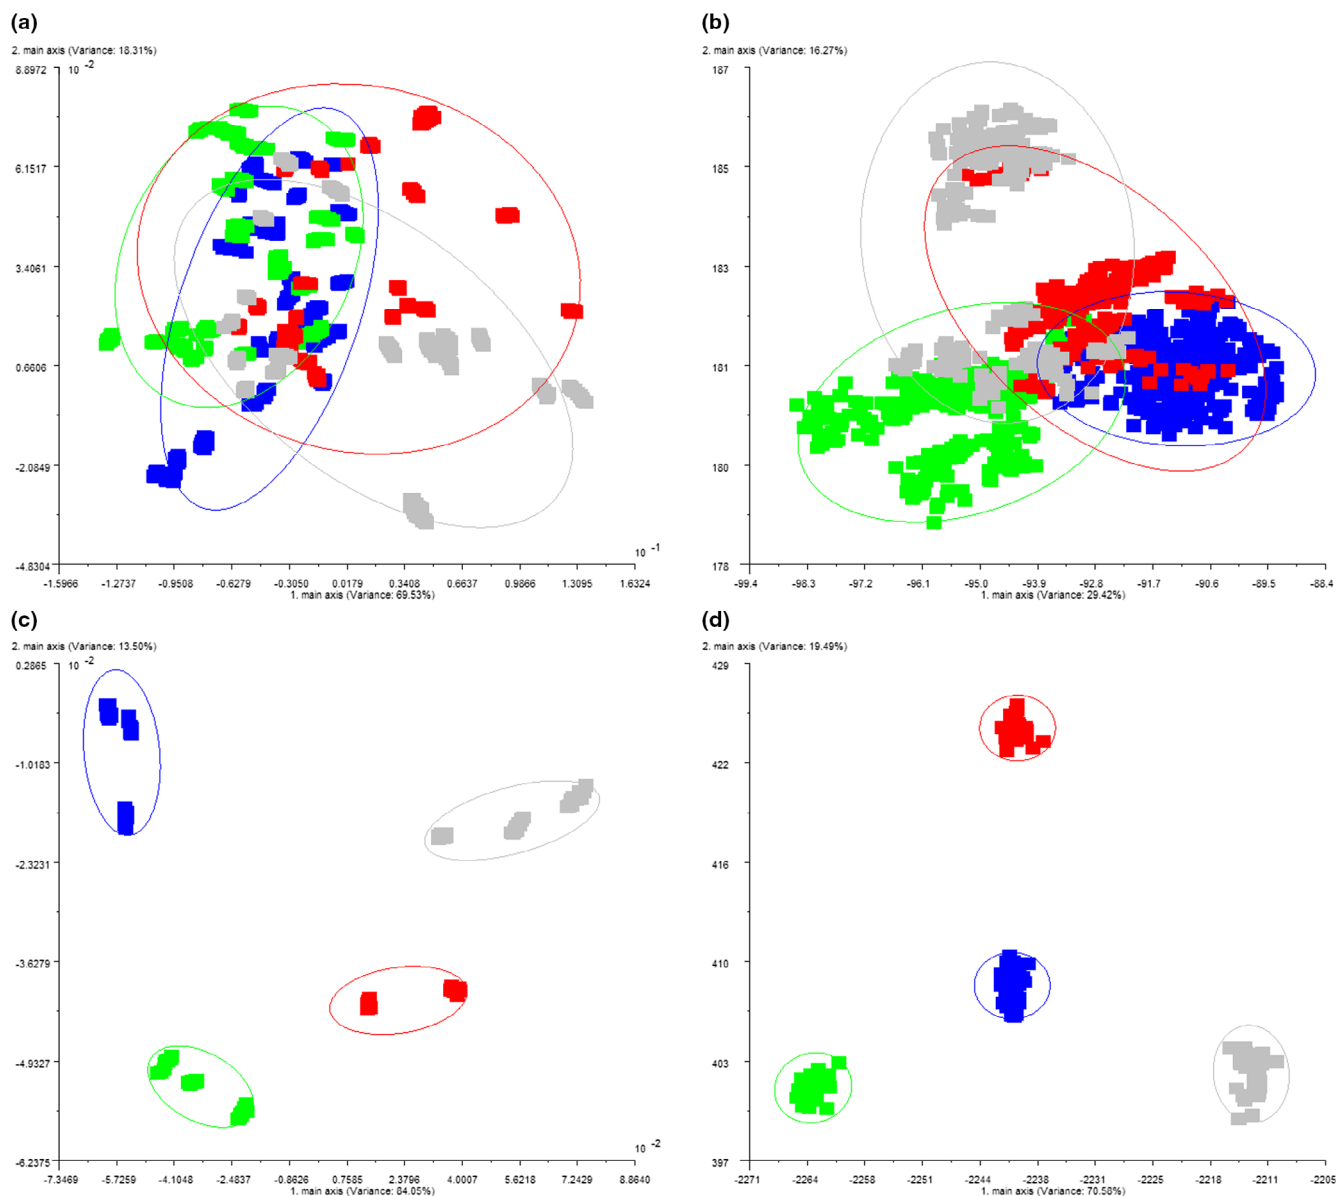 (a)
2. main axis (Variance: 18.31%)
8.8972 10 -2
6.1517
3.4061
0.6606
-2.0849
-4.8304
10 -1
-1.5966 -1.2737 -0.9508 -0.6279 -0.3050 0.0179 0.3408 0.6637 0.9866 1.3095 1.6324
1. main axis (Variance: 69.53%)
(b)
2. main axis (Variance: 16.27%)
187
185
183
181
180
178
-99.4 -98.3 -97.2 -96.1 -95.0 -93.9 -92.8 -91.7 -90.6 -89.5 -88.4
1. main axis (Variance: 29.42%)
(c)
2. main axis (Variance: 13.50%)
0.2865 10 -2
-1.0183
-2.3231
-3.6279
-4.9327
-6.2375
10 -2
-7.3469 -5.7259 -4.1048 -2.4837 -0.8626 0.7585 2.3796 4.0007 5.6218 7.2429 8.8640
1. main axis (Variance: 84.05%)
(d)
2. main axis (Variance: 19.49%)
429
422
416
410
403
397
-2271 -2264 -2257 -2251 -2244 -2238 -2231 -2224 -2218 -2211 -2205
1. main axis (Variance: 70.58%)